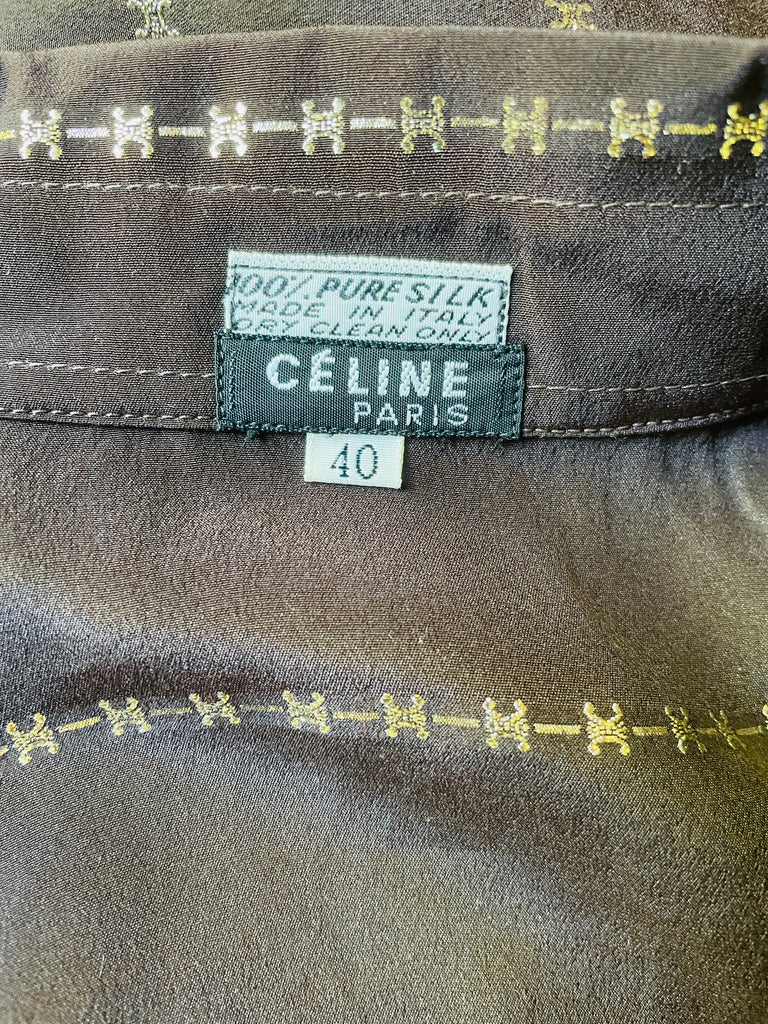 100% PURE SILK
MADE IN ITALY
DRY CLEAN ONLY
CÉLINE
PARIS
40